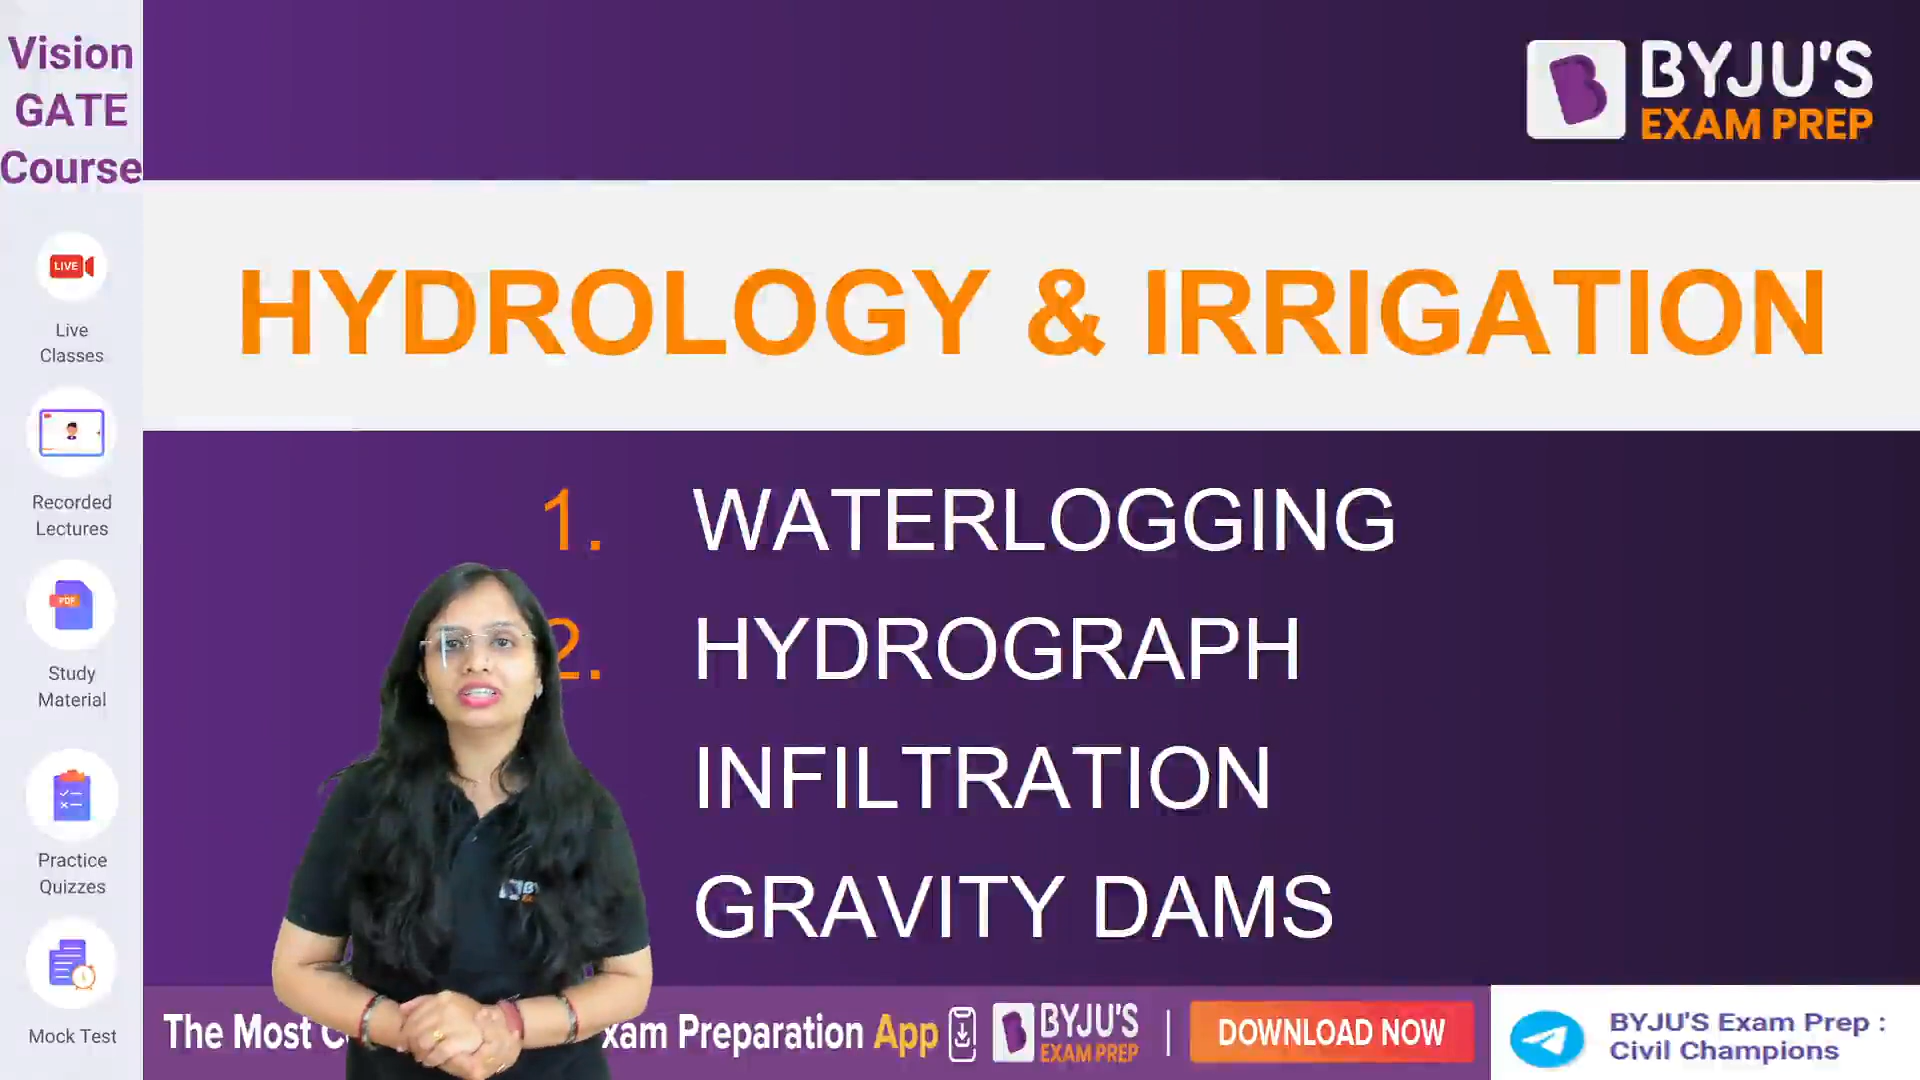 Vision
GATE
Course
LIVE
Live
Classes
Recorded
Lectures
PDF
Study
Material
Practice
Quizzes
Mock Test
BYJU'S
EXAM PREP
HYDROLOGY & IRRIGATION
1. WATERLOGGING
2. HYDROGRAPH
INFILTRATION
GRAVITY DAMS
The Most
Preparation App
BYJU'S
EXAM PREP
DOWNLOAD NOW
BYJU'S Exam Prep :
Civil Champions